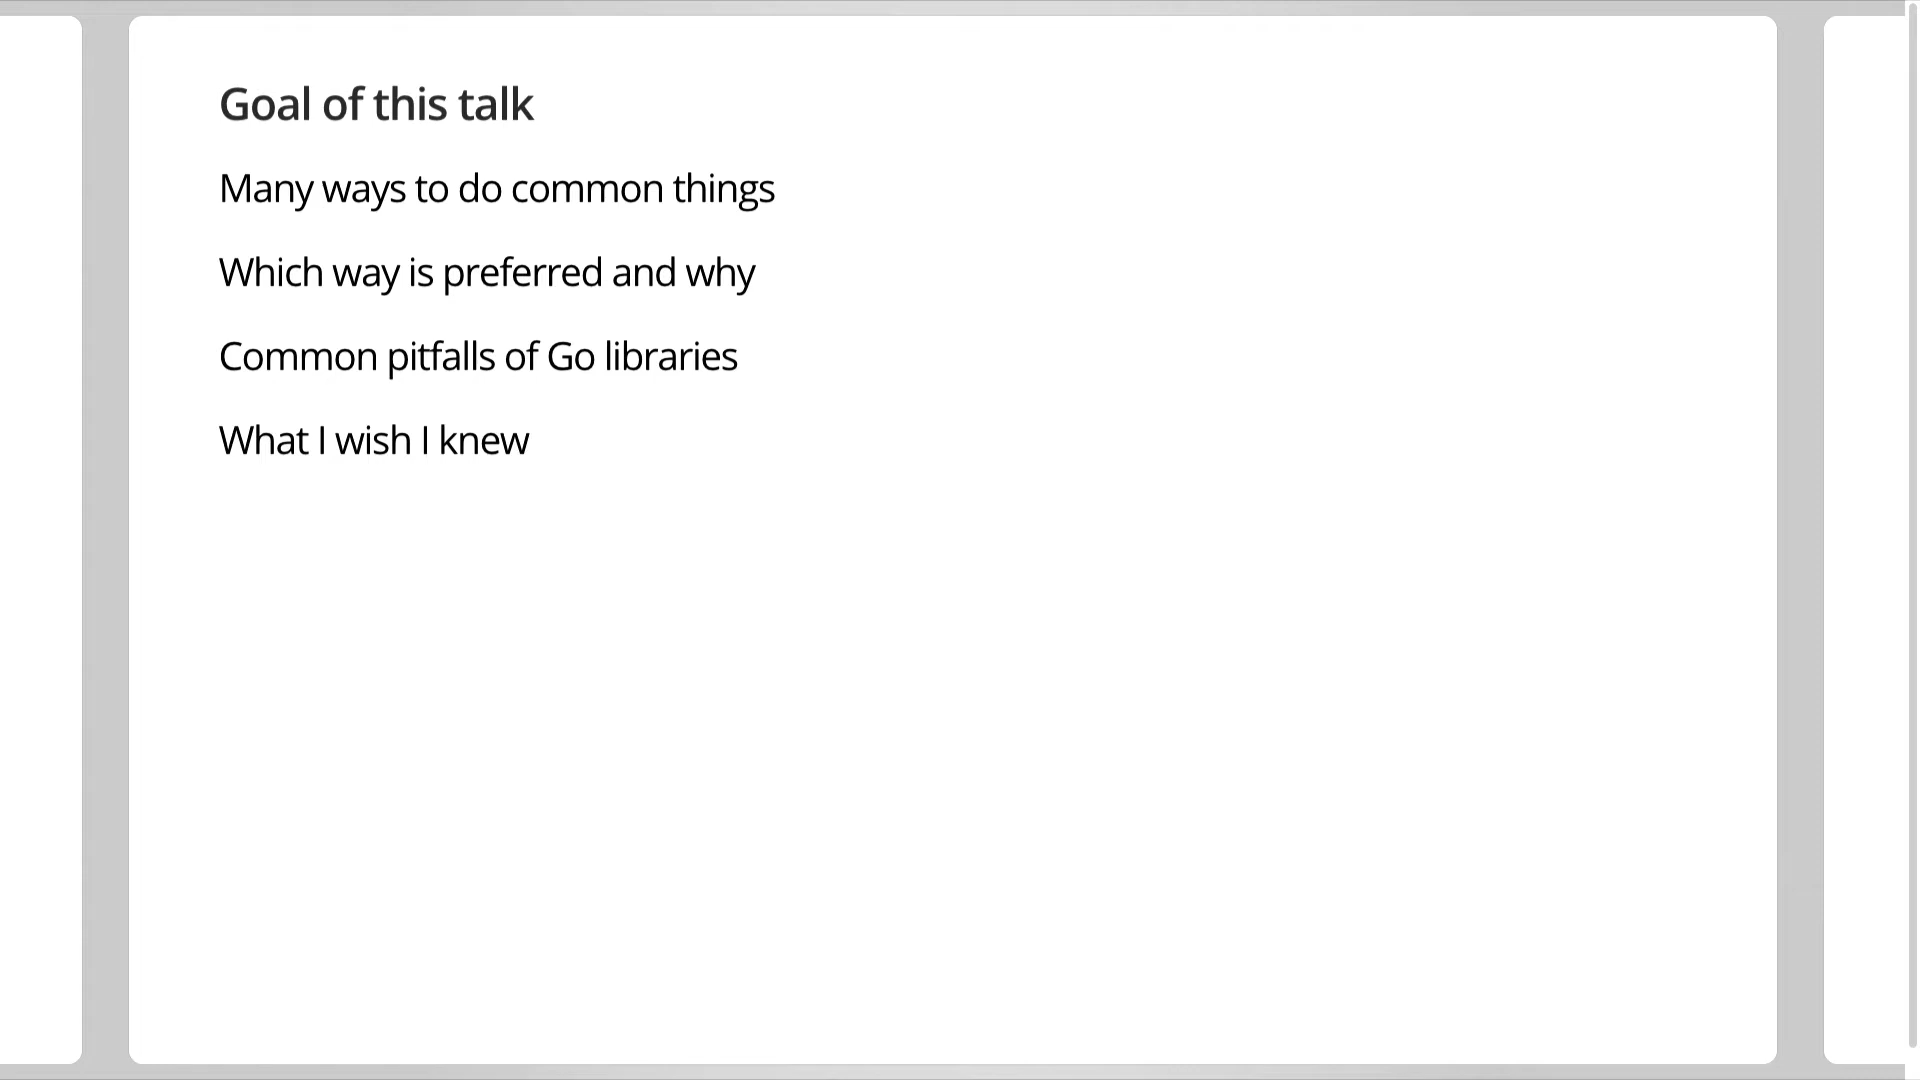 Goal of this talk
Many ways to do common things
Which way is preferred and why
Common pitfalls of Go libraries
What I wish I knew